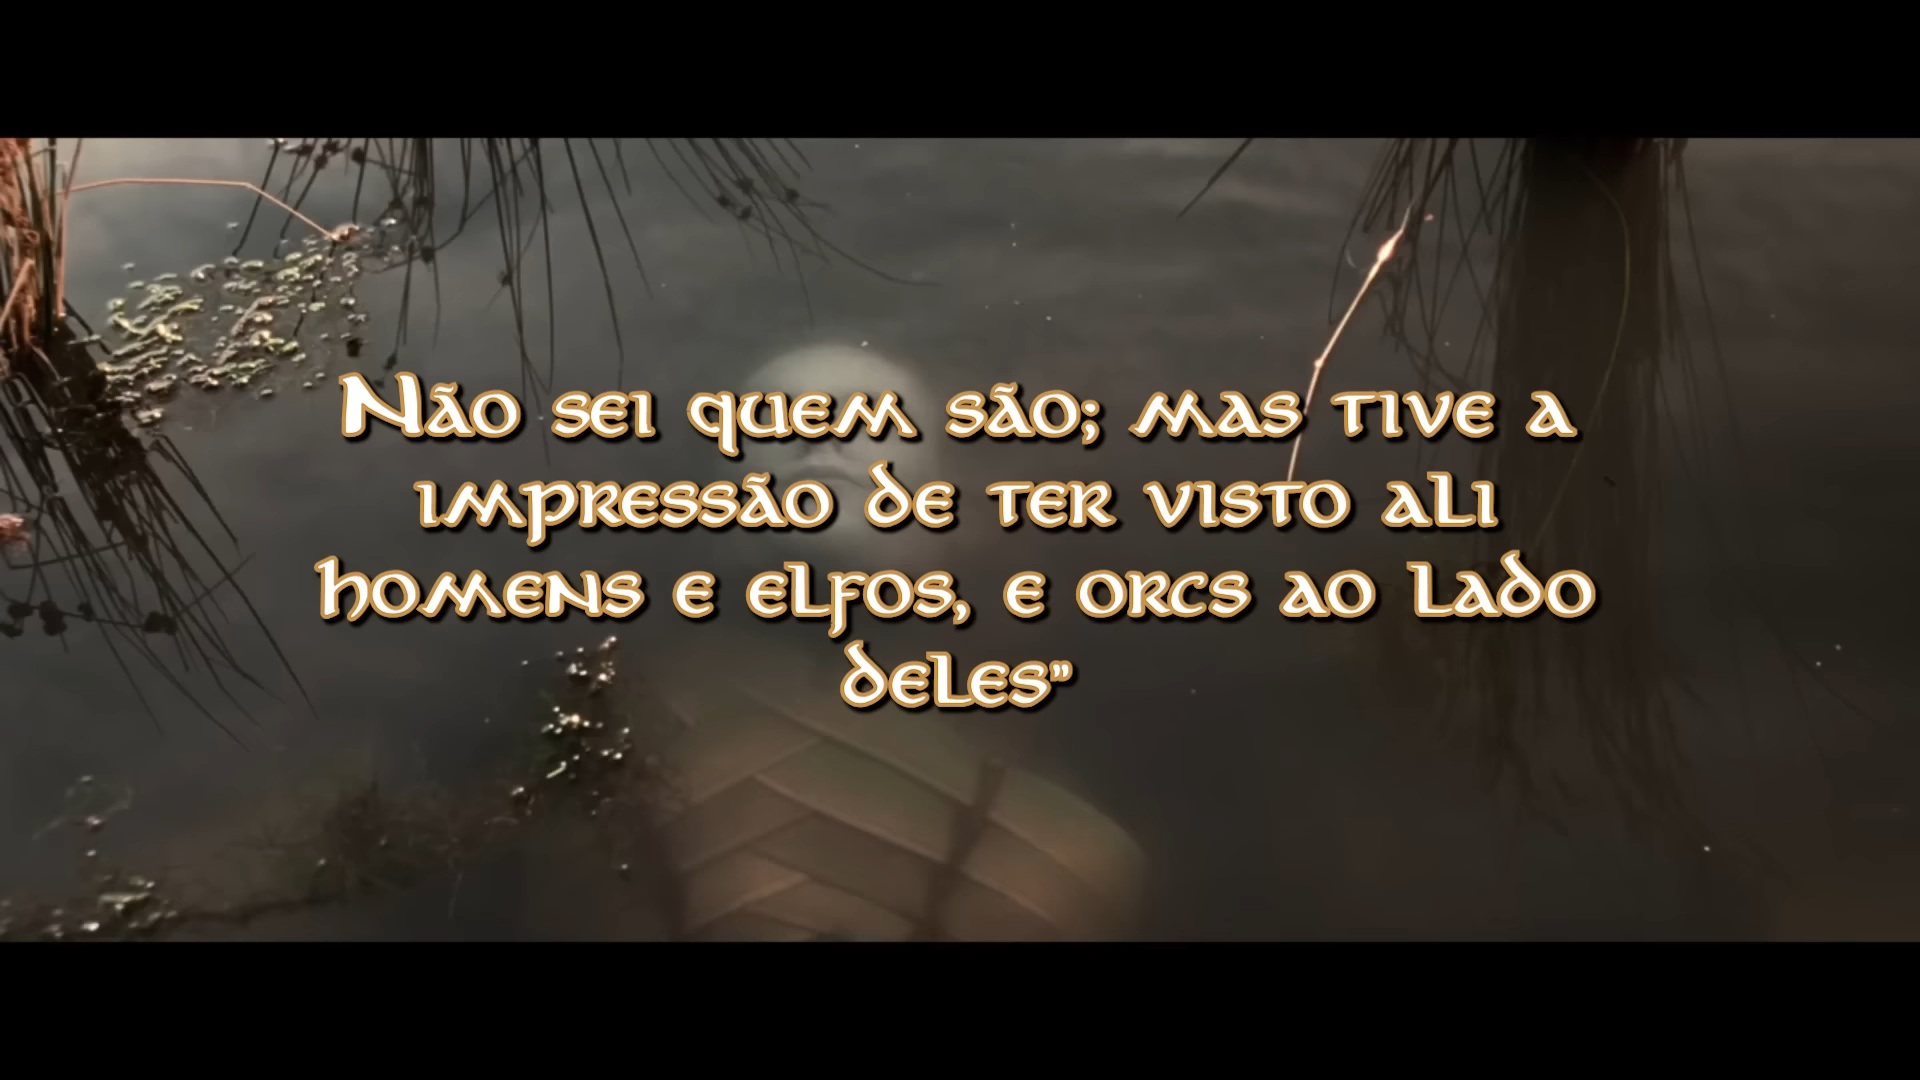 Não sei quem são; mas tive a
impressão de ter visto ali
homens e elfos, e orcs ao lado
deles”